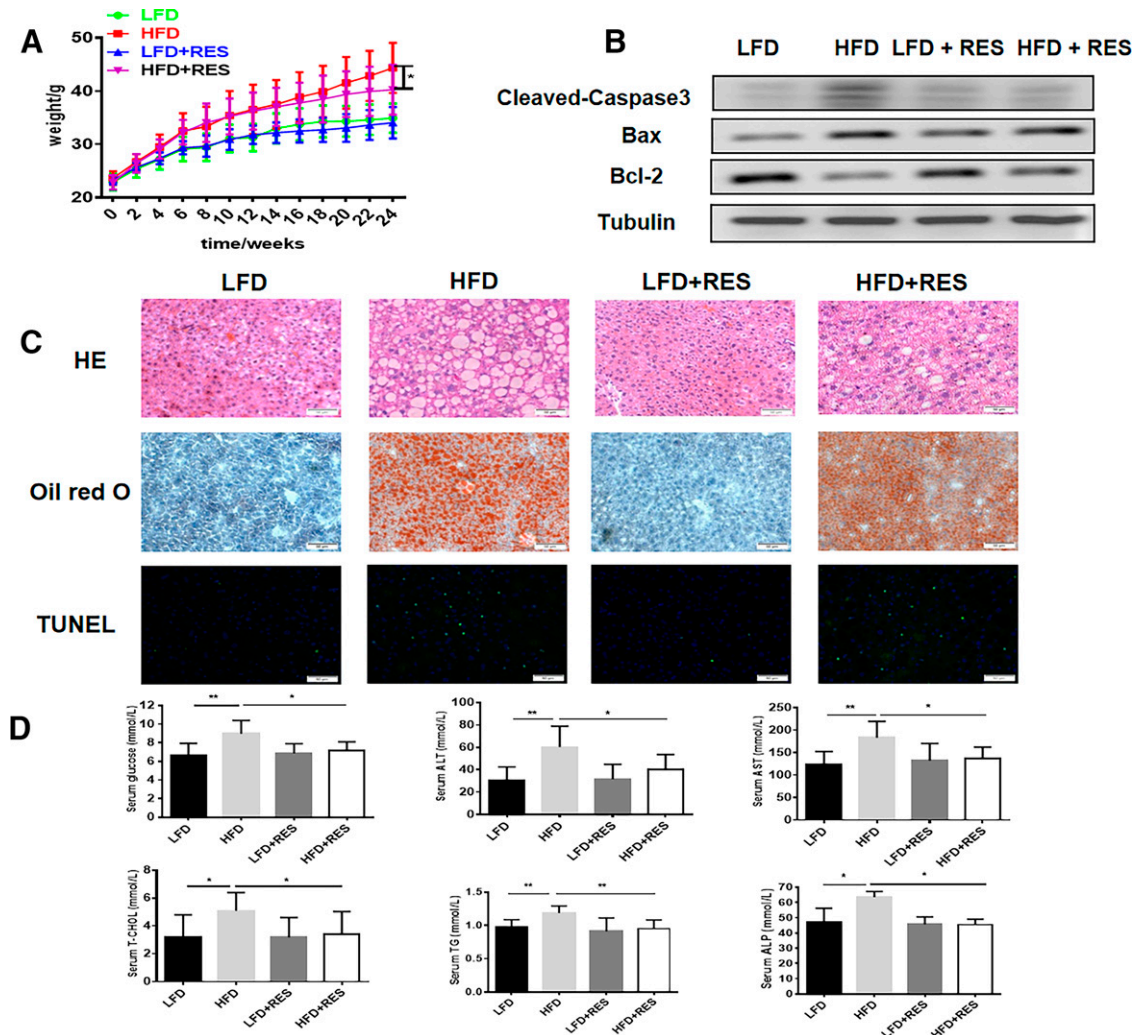 A
LFD
HFD
LFD+RES
HFD+RES
50
40
30
20
weight/g
*
0 2 4 6 8 10 12 14 16 18 20 22 24
time/weeks
B
LFD HFD LFD + RES HFD + RES
Cleaved-Caspase3
Bax
Bcl-2
Tubulin
C
LFD HFD LFD+RES HFD+RES
HE
Oil red O
TUNEL
D
Serum glucose (mmol/L)
12
10
8
6
4
2
0
** *
LFD HFD LFD+RES HFD+RES
Serum ALT (mmol/L)
100
80
60
40
20
0
** *
LFD HFD LFD+RES HFD+RES
Serum AST (mmol/L)
250
200
150
100
50
0
** *
LFD HFD LFD+RES HFD+RES
Serum T-CHOL (mmol/L)
8
6
4
2
0
* *
LFD HFD LFD+RES HFD+RES
Serum TG (mmol/L)
1.5
1.0
0.5
0.0
** **
LFD HFD LFD+RES HFD+RES
Serum ALP (mmol/L)
80
70
60
50
40
30
20
10
0
* *
LFD HFD LFD+RES HFD+RES